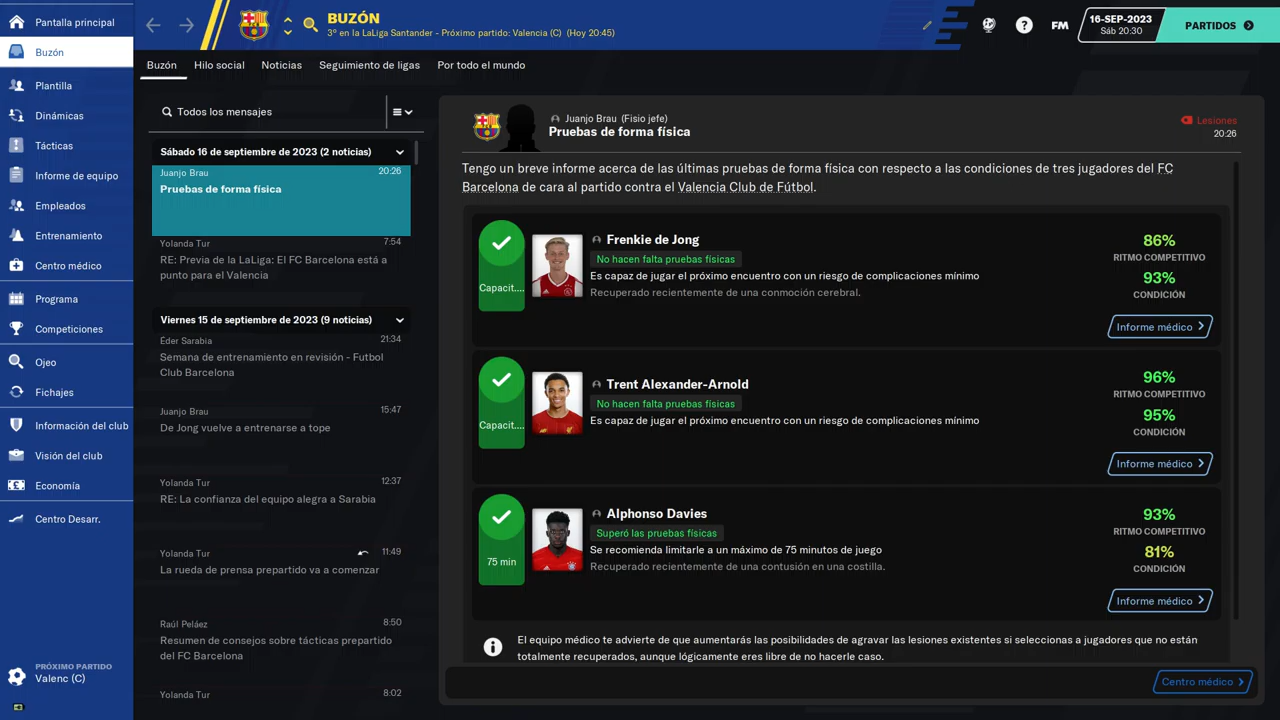 Pantalla principal
Buzón
Plantilla
Dinámicas
Tácticas
Informe de equipo
Empleados
Entrenamiento
Centro médico
Programa
Competiciones
Ojeo
Fichajes
Información del club
Visión del club
Economía
Centro Desarr.
PRÓXIMO PARTIDO
Valenc (C)
BUZÓN
3º en la LaLiga Santander - Próximo partido: Valencia (C) (Hoy 20:45)
?
FM
16-SEP-2023
Sáb 20:30
PARTIDOS
Buzón
Hilo social
Noticias
Seguimiento de ligas
Por todo el mundo
Todos los mensajes
Sábado 16 de septiembre de 2023 (2 noticias)
Juanjo Brau 20:26
Pruebas de forma física
Yolanda Tur 7:54
RE: Previa de la LaLiga: El FC Barcelona está a
punto para el Valencia
Viernes 15 de septiembre de 2023 (9 noticias)
Éder Sarabia 21:34
Semana de entrenamiento en revisión - Futbol
Club Barcelona
Juanjo Brau 15:47
De Jong vuelve a entrenarse a tope
Yolanda Tur 12:37
RE: La confianza del equipo alegra a Sarabia
Yolanda Tur 11:49
La rueda de prensa prepartido va a comenzar
Raúl Peláez 8:50
Resumen de consejos sobre tácticas prepartido
del FC Barcelona
Yolanda Tur 8:02
Juanjo Brau (Fisio jefe)
Pruebas de forma física
Lesiones
20:26
Tengo un breve informe acerca de las últimas pruebas de forma física con respecto a las condiciones de tres jugadores del FC
Barcelona de cara al partido contra el Valencia Club de Fútbol.
Capacit....
Frenkie de Jong
No hacen falta pruebas físicas
Es capaz de jugar el próximo encuentro con un riesgo de complicaciones mínimo
Recuperado recientemente de una conmoción cerebral.
86%
RITMO COMPETITIVO
93%
CONDICIÓN
Informe médico
Capacit....
Trent Alexander-Arnold
No hacen falta pruebas físicas
Es capaz de jugar el próximo encuentro con un riesgo de complicaciones mínimo
96%
RITMO COMPETITIVO
95%
CONDICIÓN
Informe médico
75 min
Alphonso Davies
Superó las pruebas físicas
Se recomienda limitarle a un máximo de 75 minutos de juego
Recuperado recientemente de una contusión en una costilla.
93%
RITMO COMPETITIVO
81%
CONDICIÓN
Informe médico
El equipo médico te advierte de que aumentarás las posibilidades de agravar las lesiones existentes si seleccionas a jugadores que no están
totalmente recuperados, aunque lógicamente eres libre de no hacerle caso.
Centro médico